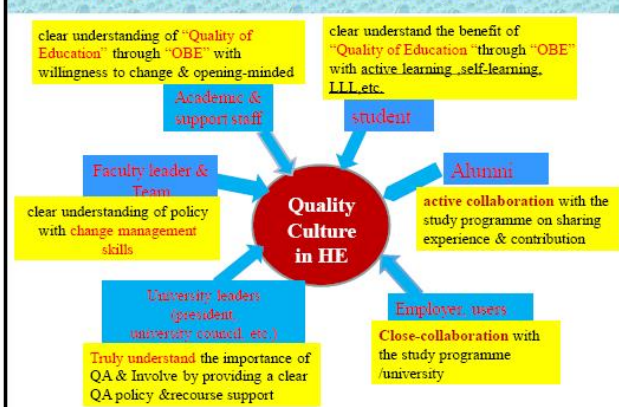 clear understanding of "Quality of
Education" through "OBE" with
willingness to change & opening-minded
Academic &
support staff
clear understand the benefit of
"Quality of Education "through "OBE"
with active learning ,self-learning,
LLL,etc.
student
Faculty leader &
Team
clear understanding of policy
with change management
skills
Quality
Culture
in HE
Alumni
active collaboration with the
study programme on sharing
experience & contribution
University leaders
(president,
university council, etc.)
Truly understand the importance of
QA & Involve by providing a clear
QA policy &recourse support
Employer, users
Close-collaboration with
the study programme
/university